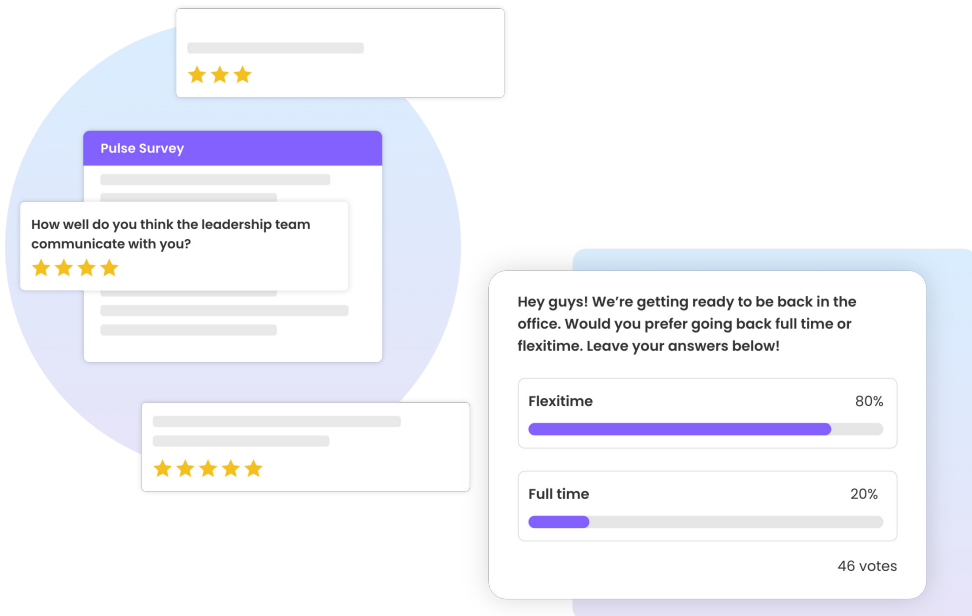 Pulse Survey
How well do you think the leadership team
communicate with you?
Hey guys! We’re getting ready to be back in the
office. Would you prefer going back full time or
flexitime. Leave your answers below!
Flexitime 80%
Full time 20%
46 votes